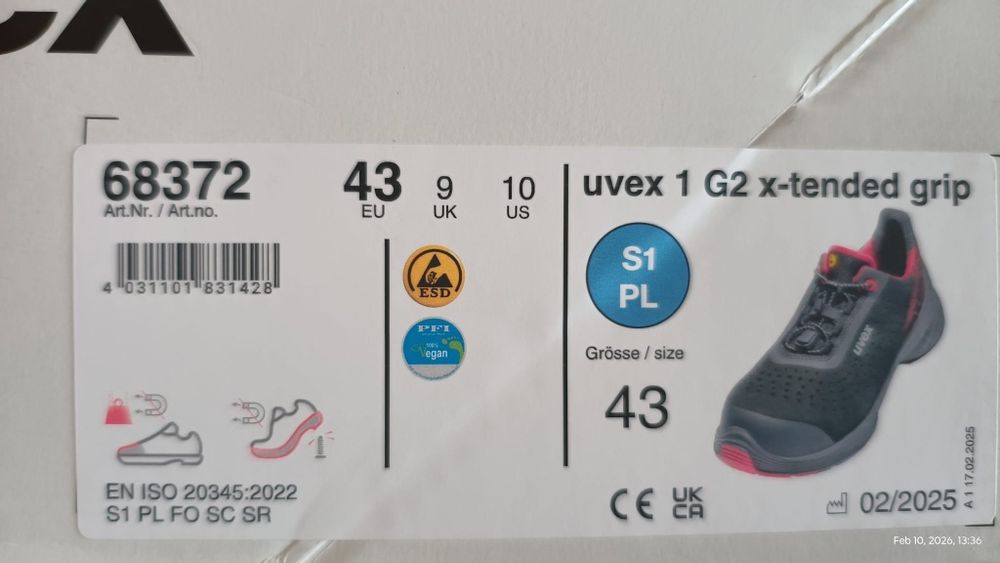 68372
Art.Nr. / Art.no.
43 9 10
EU UK US
4 031101 831428
ESD
PFI
100%
Vegan
EN ISO 20345:2022
S1 PL FO SC SR
uvex 1 G2 x-tended grip
S1
PL
Grösse / size
43
uvex
CE UK
CA
02/2025
A 1 17.02.2025
Feb 10, 2026, 13:36